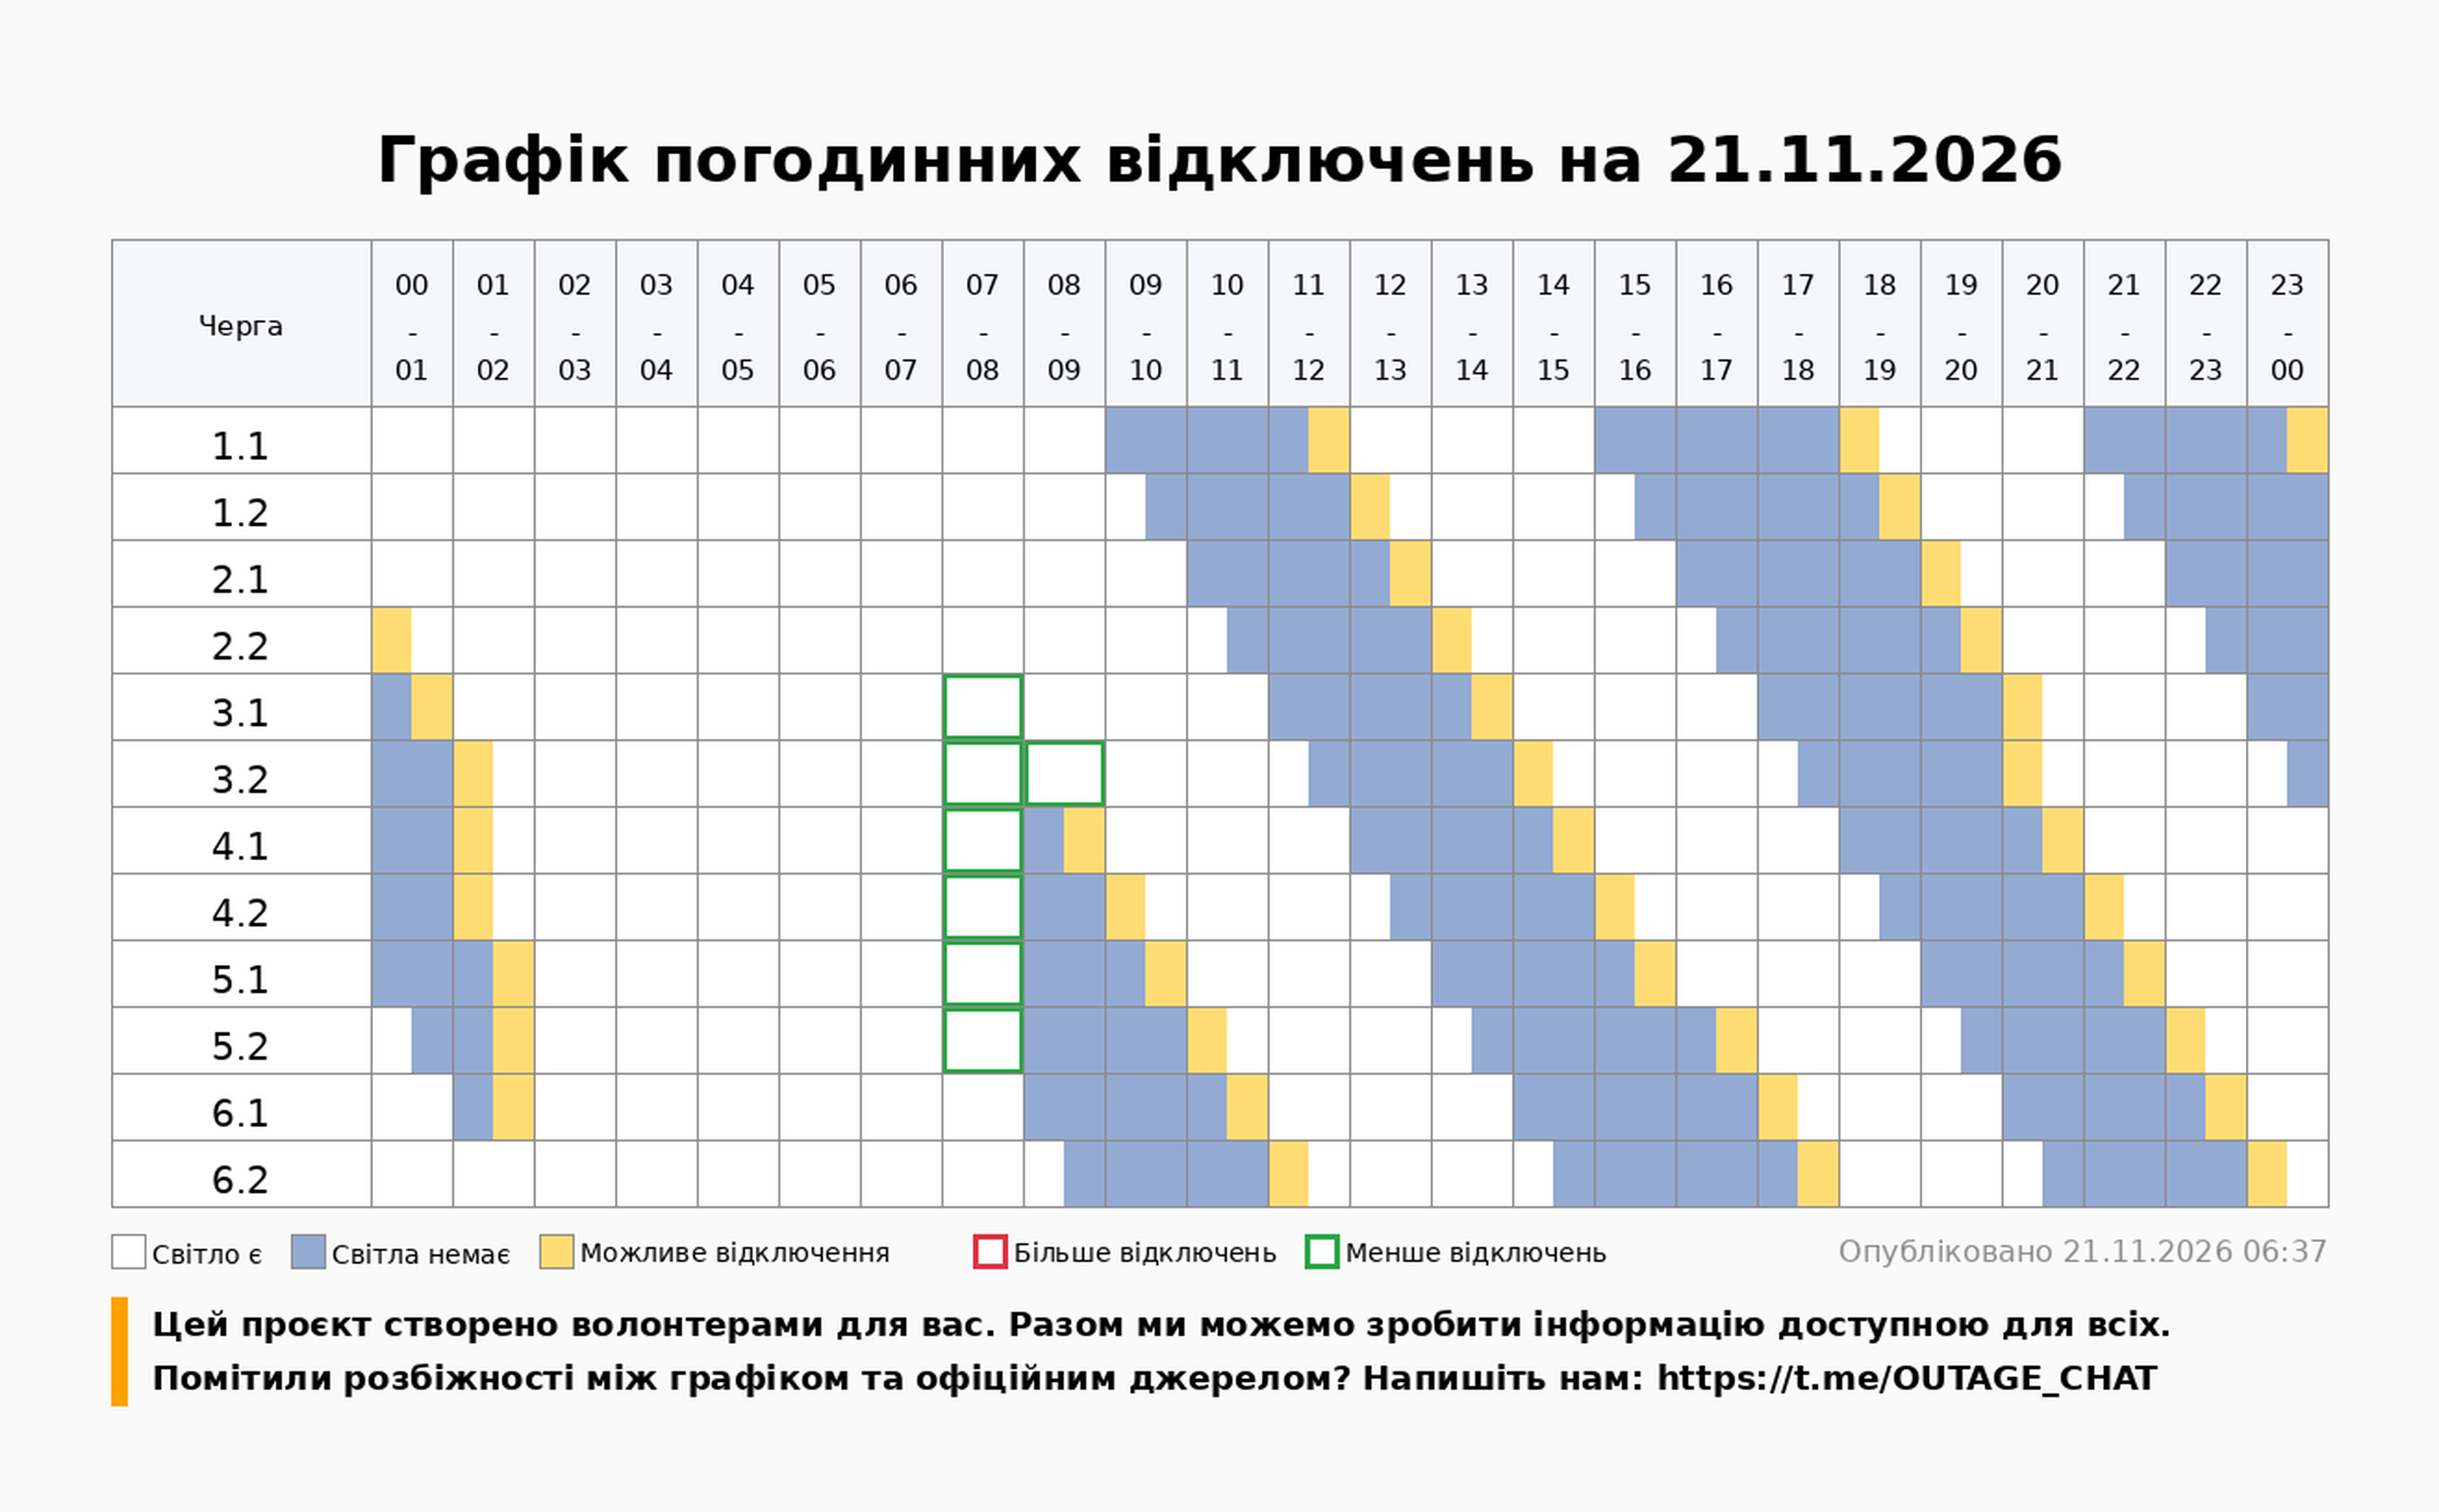 Графік погодинних відключень на 21.11.2026
Черга 00 - 01 01 - 02 02 - 03 03 - 04 04 - 05 05 - 06 06 - 07 07 - 08 08 - 09 09 - 10 10 - 11 11 - 12 12 - 13 13 - 14 14 - 15 15 - 16 16 - 17 17 - 18 18 - 19 19 - 20 20 - 21 21 - 22 22 - 23 23 - 00
1.1
1.2
2.1
2.2
3.1
3.2
4.1
4.2
5.1
5.2
6.1
6.2
Світло є Світла немає Можливе відключення Більше відключень Менше відключень Опубліковано 21.11.2026 06:37
Цей проєкт створено волонтерами для вас. Разом ми можемо зробити інформацію доступною для всіх.
Помітили розбіжності між графіком та офіційним джерелом? Напишіть нам: https://t.me/OUTAGE_CHAT